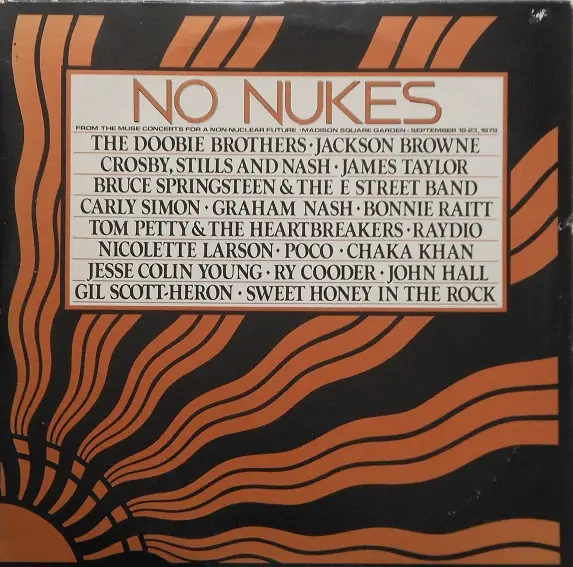 NO NUKES
FROM THE MUSE CONCERTS FOR A NON-NUCLEAR FUTURE · MADISON SQUARE GARDEN · SEPTEMBER 19-23, 1979
THE DOOBIE BROTHERS · JACKSON BROWNE
CROSBY, STILLS AND NASH · JAMES TAYLOR
BRUCE SPRINGSTEEN & THE E STREET BAND
CARLY SIMON · GRAHAM NASH · BONNIE RAITT
TOM PETTY & THE HEARTBREAKERS · RAYDIO
NICOLETTE LARSON · POCO · CHAKA KHAN
JESSE COLIN YOUNG · RY COODER · JOHN HALL
GIL SCOTT-HERON · SWEET HONEY IN THE ROCK